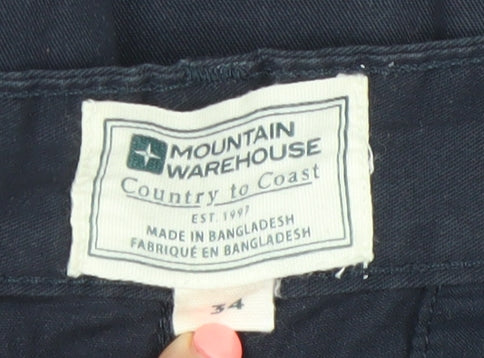 MOUNTAIN
WAREHOUSE
Country to Coast
EST. 1997
MADE IN BANGLADESH
FABRIQUÉ EN BANGLADESH
34